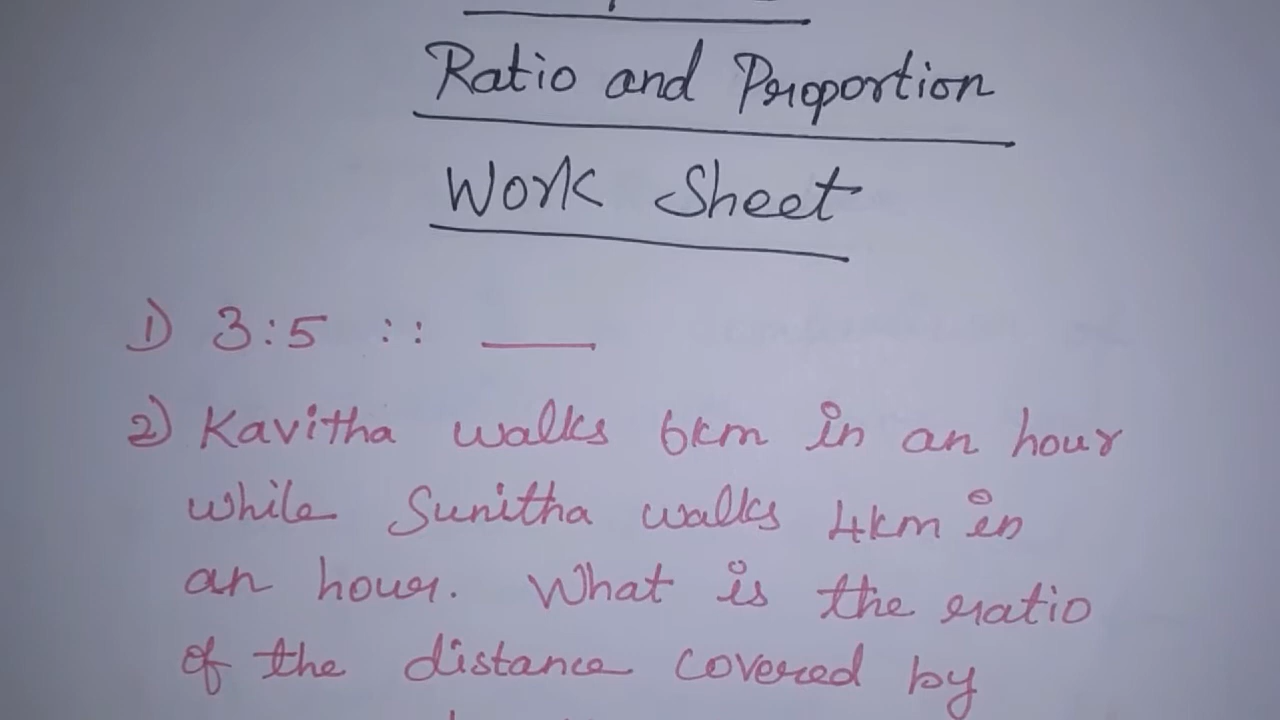 Ratio and Proportion
Work Sheet
1) 3:5 :: ____
2) Kavitha walks 6km in an hour
while Sunitha walks 4km in
an hour. What is the ratio
of the distance covered by